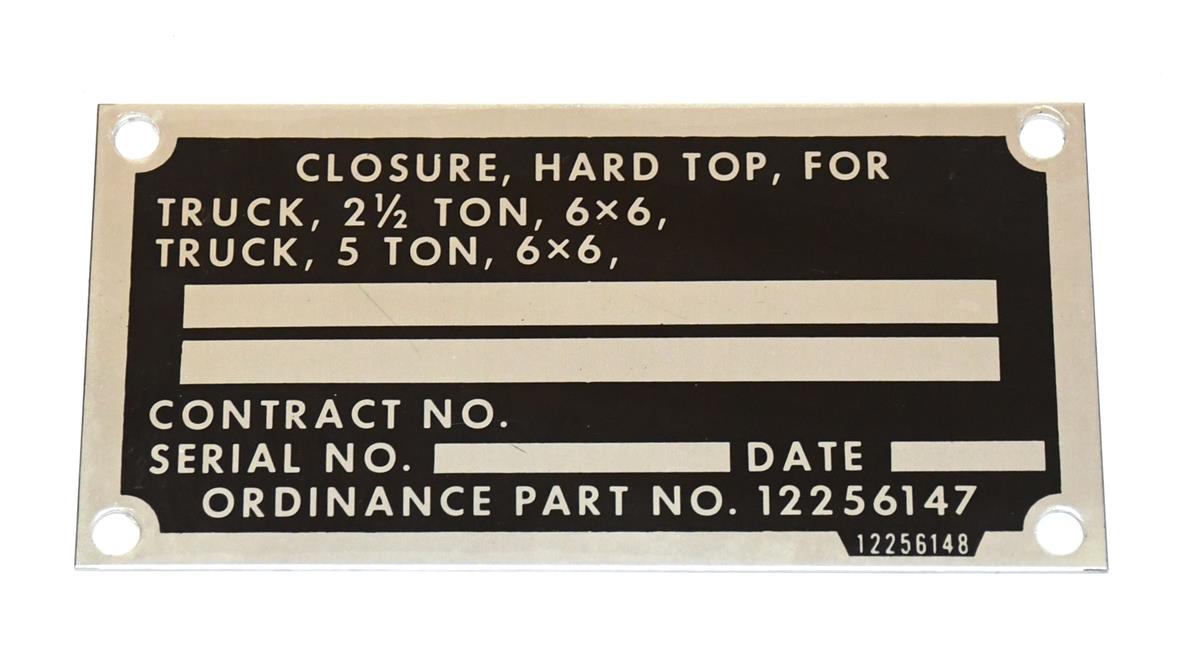 CLOSURE, HARD TOP, FOR
TRUCK, 2½ TON, 6×6,
TRUCK, 5 TON, 6×6,
CONTRACT NO.
SERIAL NO. DATE
ORDINANCE PART NO. 12256147
12256148